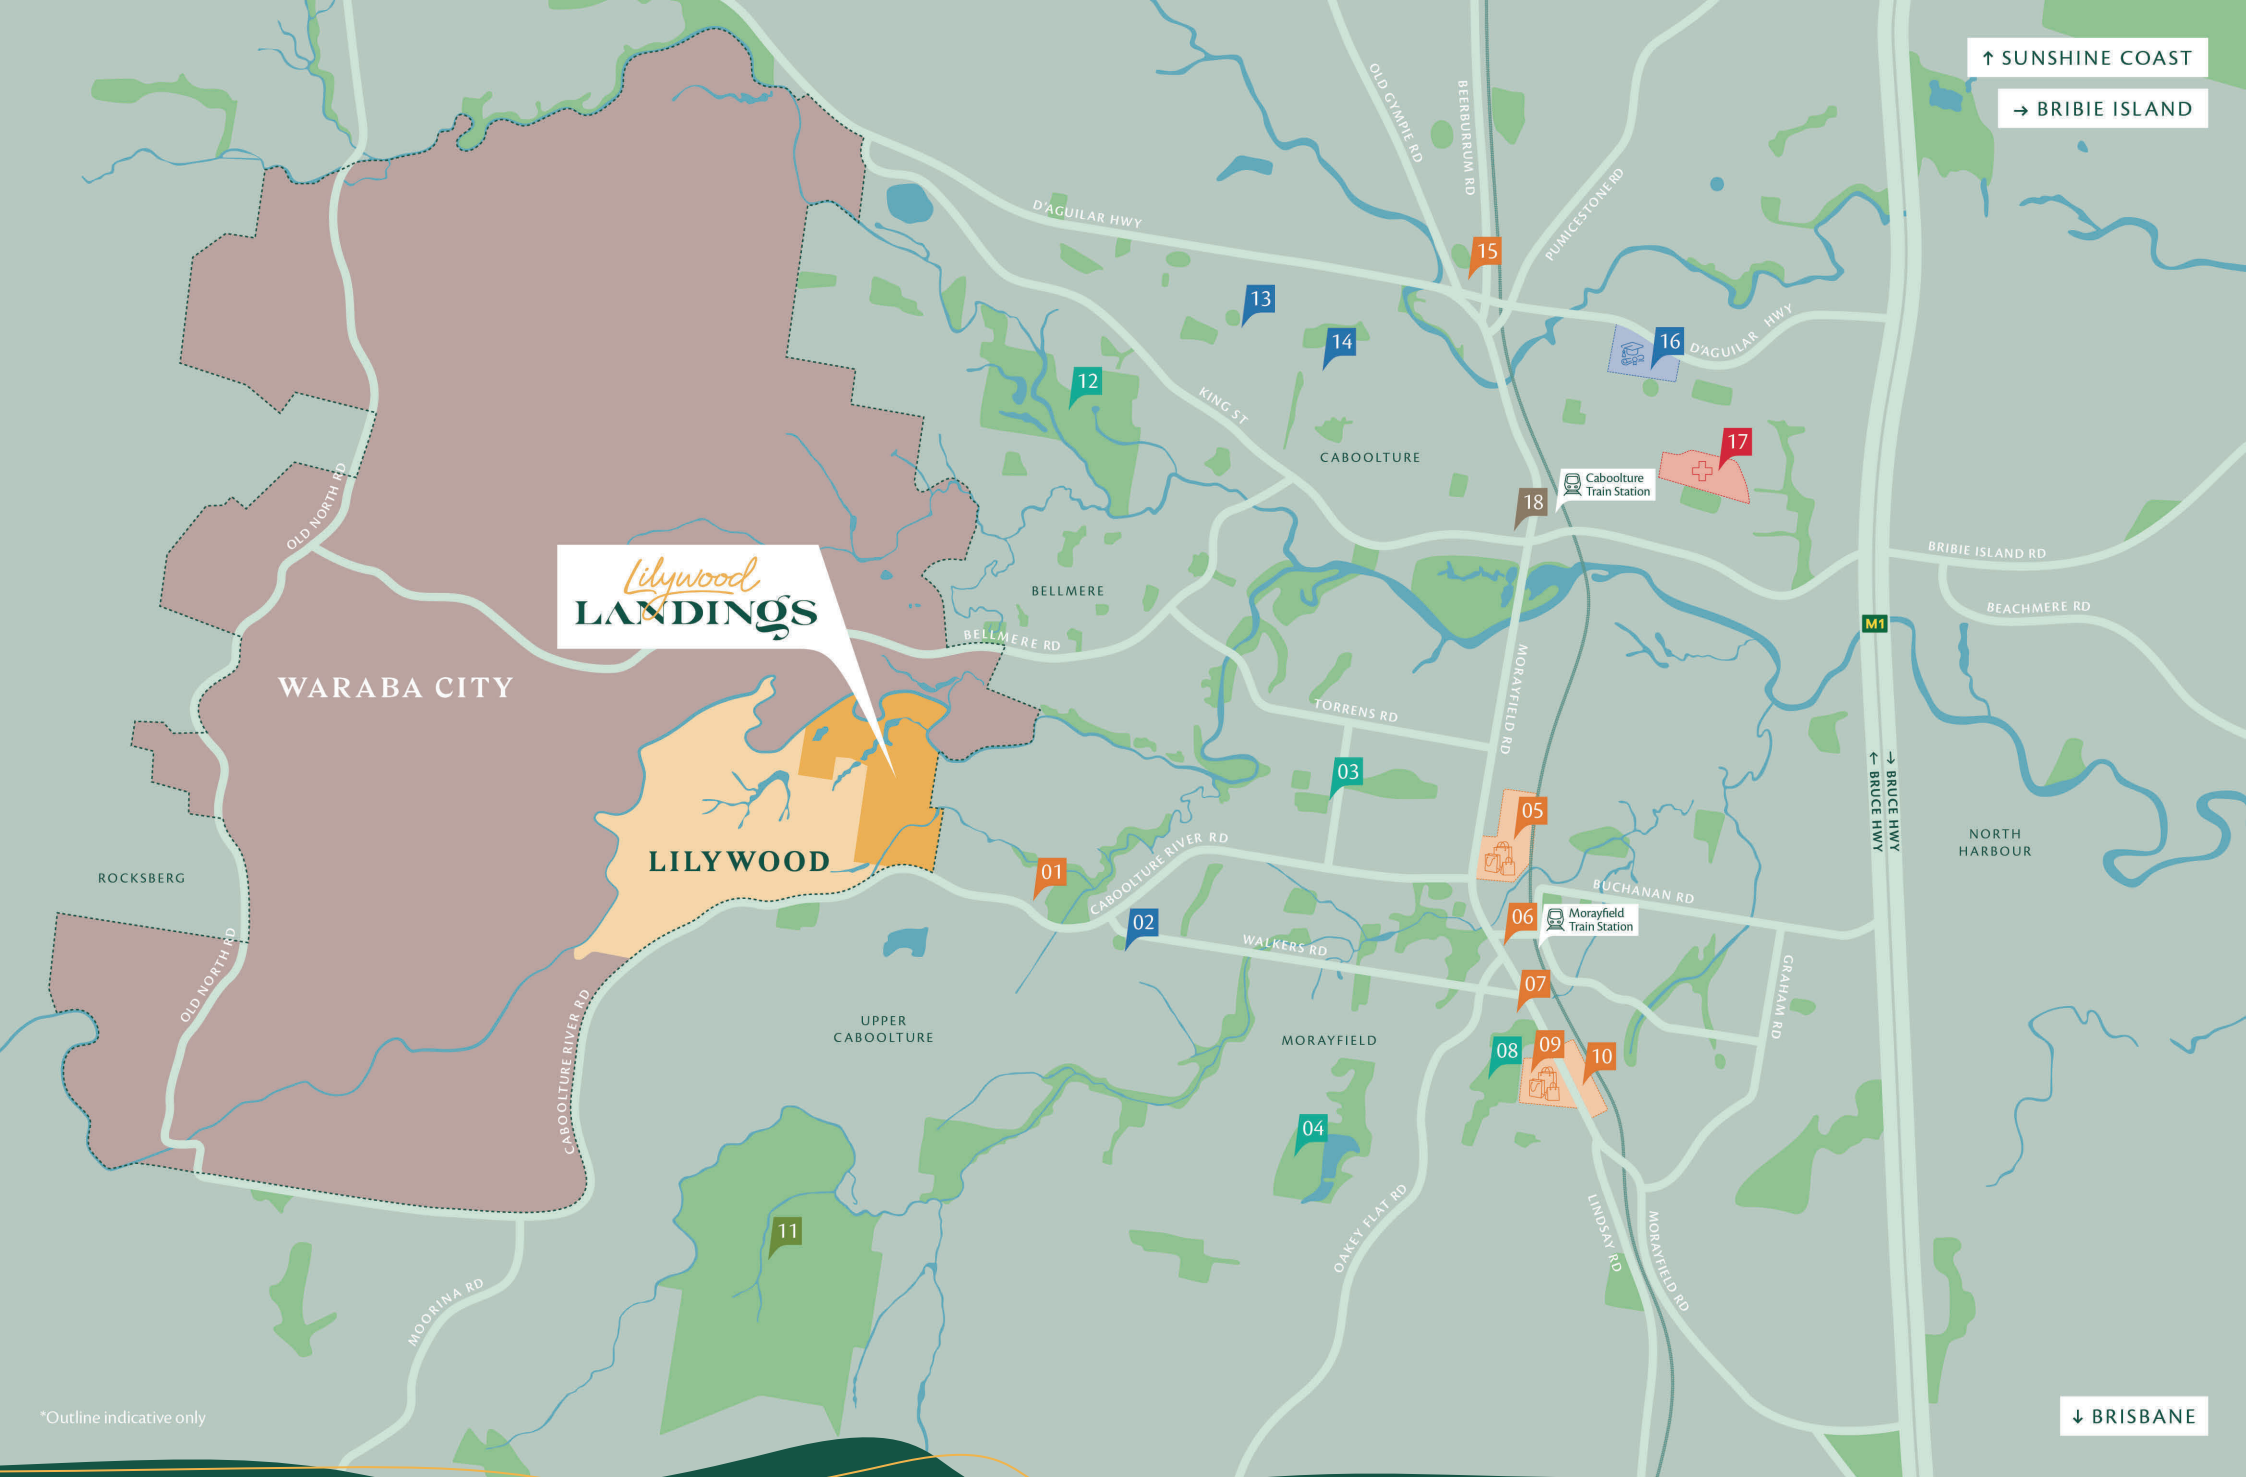 ↑ SUNSHINE COAST
→ BRIBIE ISLAND
OLD GYMPIE RD
BEERBURRUM RD
PUMICESTONE RD
D'AGUILAR HWY
15
13
14
16
D'AGUILAR HWY
12
KING ST
17
CABOOLTURE
Caboolture
Train Station
18
OLD NORTH RD
BRIBIE ISLAND RD
Lilywood
LANDINGS
BELLMERE
BEACHMERE RD
M1
BELLMERE RD
WARABA CITY
MORAYFIELD RD
TORRENS RD
03
05
← BRUCE HWY
→ BRUCE HWY
NORTH
HARBOUR
LILYWOOD
ROCKSBERG
01
CABOOLTURE RIVER RD
BUCHANAN RD
02
06
Morayfield
Train Station
WALKERS RD
OLD NORTH RD
07
GRAHAM RD
UPPER
CABOOLTURE
MORAYFIELD
08
09
10
CABOOLTURE RIVER RD
04
11
OAKEY FLAT RD
LINDSAY RD
MORAYFIELD RD
MOORINA RD
*Outline indicative only
↓ BRISBANE